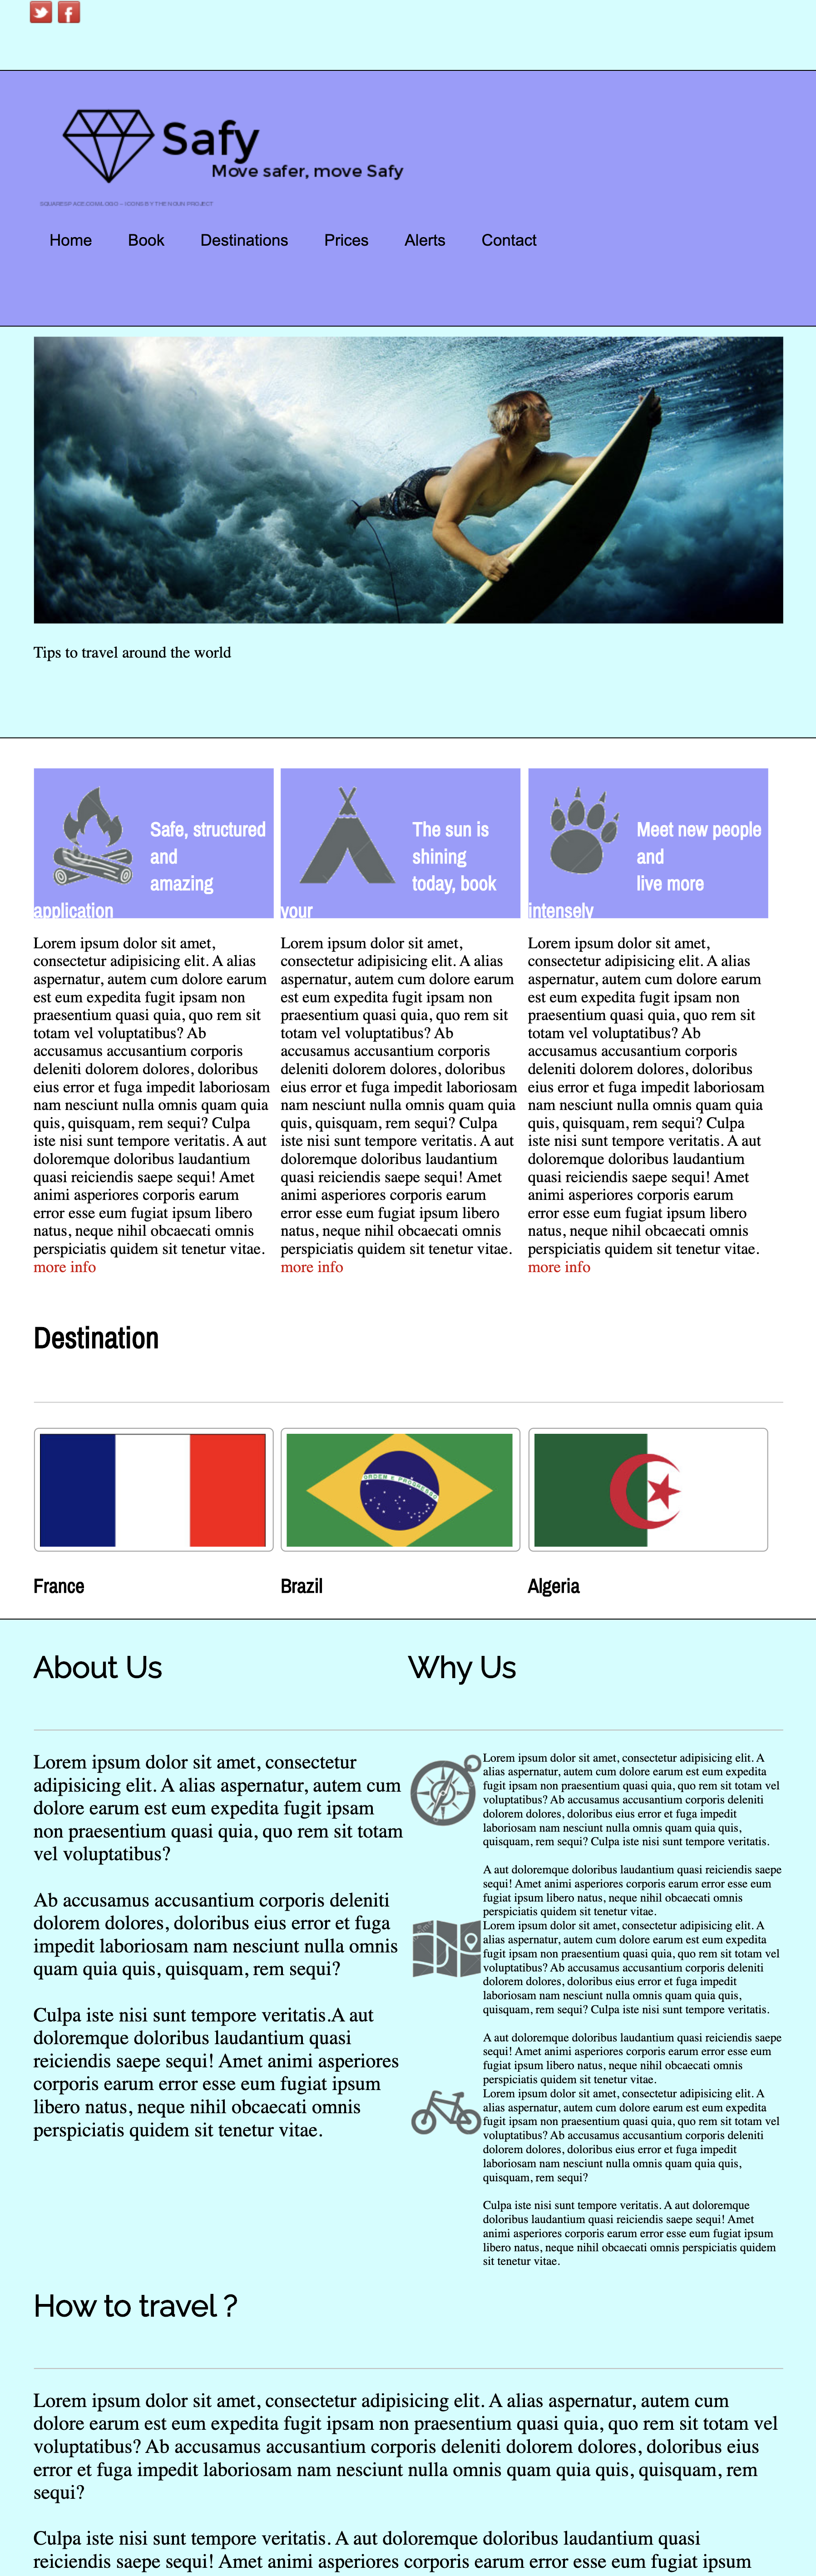 Safy
Move safer, move Safy
SQUARESPACE.COM/LOGO – ICONS BY THE NOUN PROJECT
Home Book Destinations Prices Alerts Contact
Tips to travel around the world
Safe, structured
and
amazing
application
The sun is
shining
today, book
your
Meet new people
and
live more
intensely
Lorem ipsum dolor sit amet,
consectetur adipisicing elit. A alias
aspernatur, autem cum dolore earum
est eum expedita fugit ipsam non
praesentium quasi quia, quo rem sit
totam vel voluptatibus? Ab
accusamus accusantium corporis
deleniti dolorem dolores, doloribus
eius error et fuga impedit laboriosam
nam nesciunt nulla omnis quam quia
quis, quisquam, rem sequi? Culpa
iste nisi sunt tempore veritatis. A aut
doloremque doloribus laudantium
quasi reiciendis saepe sequi! Amet
animi asperiores corporis earum
error esse eum fugiat ipsum libero
natus, neque nihil obcaecati omnis
perspiciatis quidem sit tenetur vitae.
more info
Lorem ipsum dolor sit amet,
consectetur adipisicing elit. A alias
aspernatur, autem cum dolore earum
est eum expedita fugit ipsam non
praesentium quasi quia, quo rem sit
totam vel voluptatibus? Ab
accusamus accusantium corporis
deleniti dolorem dolores, doloribus
eius error et fuga impedit laboriosam
nam nesciunt nulla omnis quam quia
quis, quisquam, rem sequi? Culpa
iste nisi sunt tempore veritatis. A aut
doloremque doloribus laudantium
quasi reiciendis saepe sequi! Amet
animi asperiores corporis earum
error esse eum fugiat ipsum libero
natus, neque nihil obcaecati omnis
perspiciatis quidem sit tenetur vitae.
more info
Lorem ipsum dolor sit amet,
consectetur adipisicing elit. A alias
aspernatur, autem cum dolore earum
est eum expedita fugit ipsam non
praesentium quasi quia, quo rem sit
totam vel voluptatibus? Ab
accusamus accusantium corporis
deleniti dolorem dolores, doloribus
eius error et fuga impedit laboriosam
nam nesciunt nulla omnis quam quia
quis, quisquam, rem sequi? Culpa
iste nisi sunt tempore veritatis. A aut
doloremque doloribus laudantium
quasi reiciendis saepe sequi! Amet
animi asperiores corporis earum
error esse eum fugiat ipsum libero
natus, neque nihil obcaecati omnis
perspiciatis quidem sit tenetur vitae.
more info
Destination
ORDEM E PROGRESSO
France
Brazil
Algeria
About Us
Lorem ipsum dolor sit amet, consectetur
adipisicing elit. A alias aspernatur, autem cum
dolore earum est eum expedita fugit ipsam
non praesentium quasi quia, quo rem sit totam
vel voluptatibus?
Ab accusamus accusantium corporis deleniti
dolorem dolores, doloribus eius error et fuga
impedit laboriosam nam nesciunt nulla omnis
quam quia quis, quisquam, rem sequi?
Culpa iste nisi sunt tempore veritatis.A aut
doloremque doloribus laudantium quasi
reiciendis saepe sequi! Amet animi asperiores
corporis earum error esse eum fugiat ipsum
libero natus, neque nihil obcaecati omnis
perspiciatis quidem sit tenetur vitae.
Why Us
Lorem ipsum dolor sit amet, consectetur adipisicing elit. A
alias aspernatur, autem cum dolore earum est eum expedita
fugit ipsam non praesentium quasi quia, quo rem sit totam vel
voluptatibus? Ab accusamus accusantium corporis deleniti
dolorem dolores, doloribus eius error et fuga impedit
laboriosam nam nesciunt nulla omnis quam quia quis,
quisquam, rem sequi? Culpa iste nisi sunt tempore veritatis.
A aut doloremque doloribus laudantium quasi reiciendis saepe
sequi! Amet animi asperiores corporis earum error esse eum
fugiat ipsum libero natus, neque nihil obcaecati omnis
perspiciatis quidem sit tenetur vitae.
Lorem ipsum dolor sit amet, consectetur adipisicing elit. A
alias aspernatur, autem cum dolore earum est eum expedita
fugit ipsam non praesentium quasi quia, quo rem sit totam vel
voluptatibus? Ab accusamus accusantium corporis deleniti
dolorem dolores, doloribus eius error et fuga impedit
laboriosam nam nesciunt nulla omnis quam quia quis,
quisquam, rem sequi? Culpa iste nisi sunt tempore veritatis.
A aut doloremque doloribus laudantium quasi reiciendis saepe
sequi! Amet animi asperiores corporis earum error esse eum
fugiat ipsum libero natus, neque nihil obcaecati omnis
perspiciatis quidem sit tenetur vitae.
Lorem ipsum dolor sit amet, consectetur adipisicing elit. A
alias aspernatur, autem cum dolore earum est eum expedita
fugit ipsam non praesentium quasi quia, quo rem sit totam vel
voluptatibus? Ab accusamus accusantium corporis deleniti
dolorem dolores, doloribus eius error et fuga impedit
laboriosam nam nesciunt nulla omnis quam quia quis,
quisquam, rem sequi?
Culpa iste nisi sunt tempore veritatis. A aut doloremque
doloribus laudantium quasi reiciendis saepe sequi! Amet
animi asperiores corporis earum error esse eum fugiat ipsum
libero natus, neque nihil obcaecati omnis perspiciatis quidem
sit tenetur vitae.
How to travel ?
Lorem ipsum dolor sit amet, consectetur adipisicing elit. A alias aspernatur, autem cum
dolore earum est eum expedita fugit ipsam non praesentium quasi quia, quo rem sit totam vel
voluptatibus? Ab accusamus accusantium corporis deleniti dolorem dolores, doloribus eius
error et fuga impedit laboriosam nam nesciunt nulla omnis quam quia quis, quisquam, rem
sequi?
Culpa iste nisi sunt tempore veritatis. A aut doloremque doloribus laudantium quasi
reiciendis saepe sequi! Amet animi asperiores corporis earum error esse eum fugiat ipsum